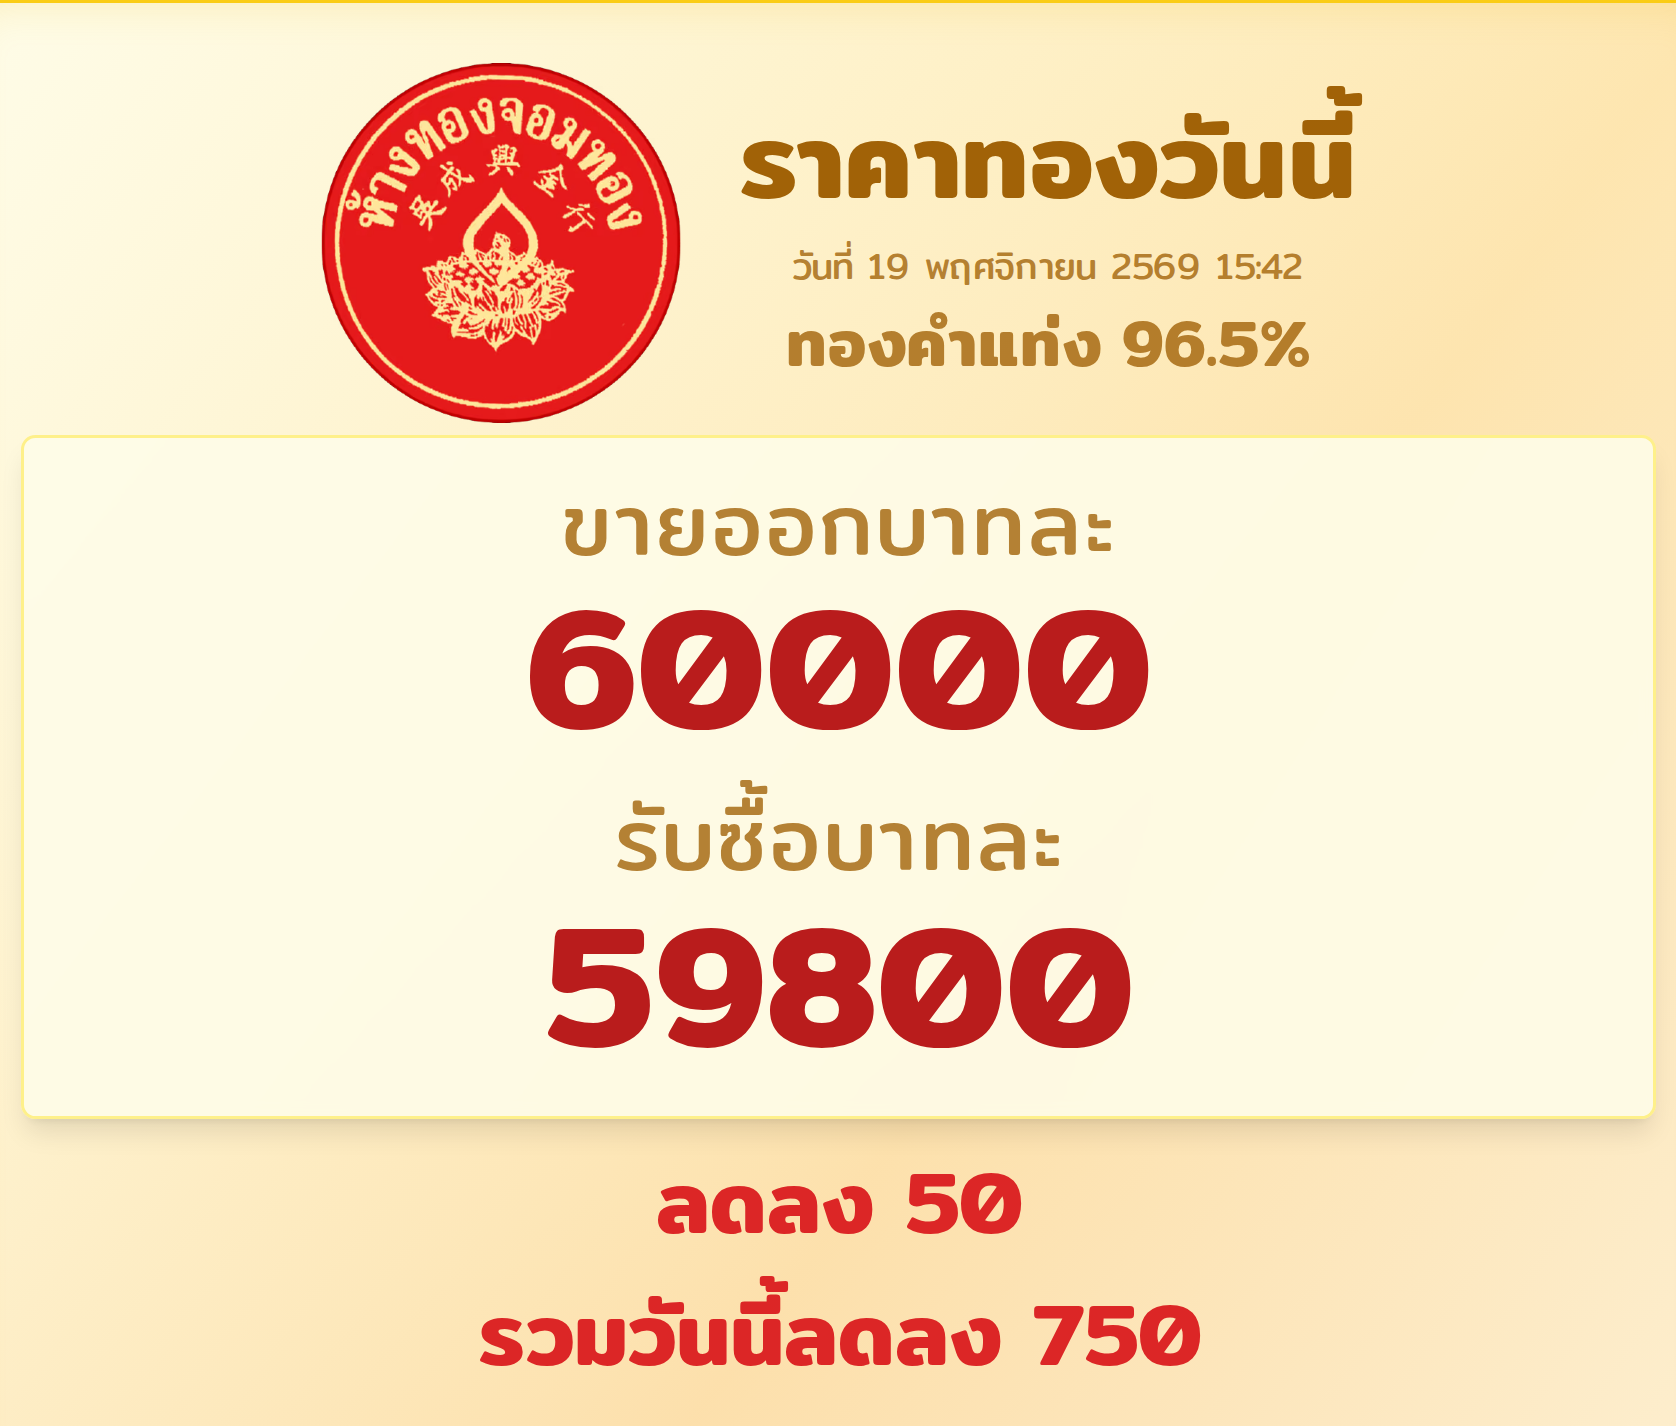 ห้างทองจอมทอง
吳成興金行
ราคาทองวันนี้
วันที่ 19 พฤศจิกายน 2569 15:42
ทองคำแท่ง 96.5%
ขายออกบาทละ
60000
รับซื้อบาทละ
59800
ลดลง 50
รวมวันนี้ลดลง 750